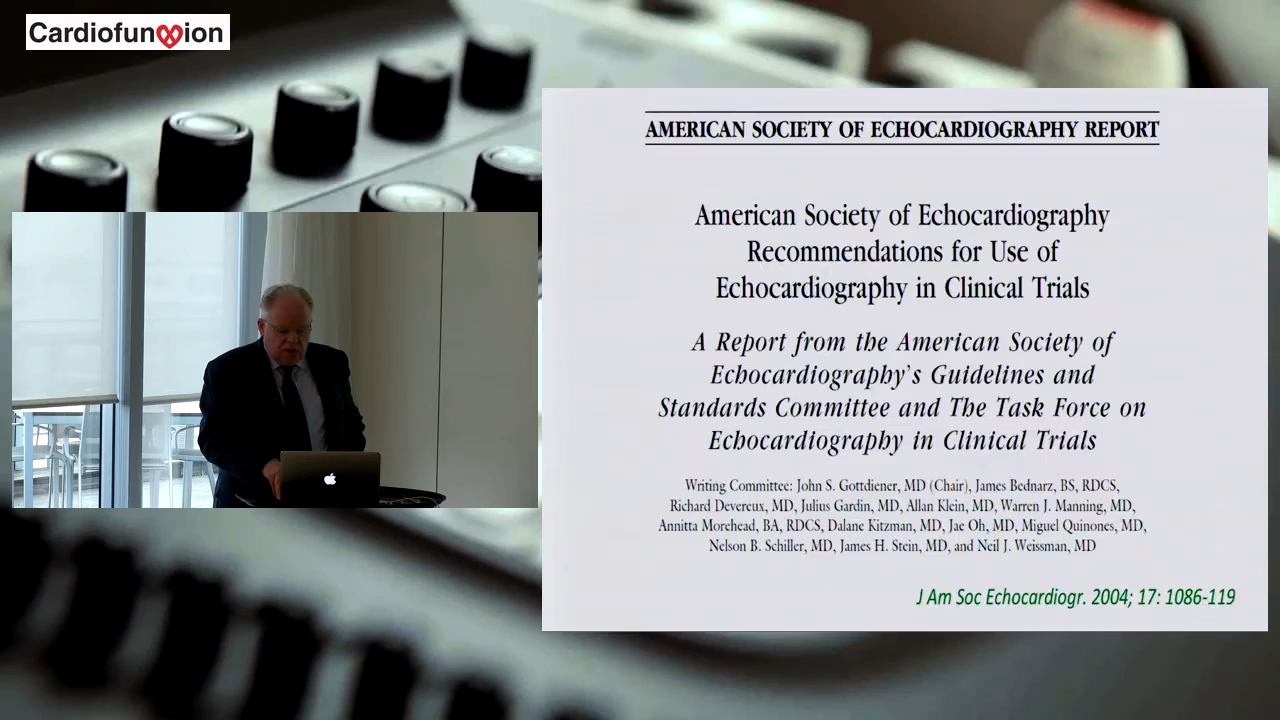 Cardiofunion
AMERICAN SOCIETY OF ECHOCARDIOGRAPHY REPORT
American Society of Echocardiography
Recommendations for Use of
Echocardiography in Clinical Trials
A Report from the American Society of
Echocardiography's Guidelines and
Standards Committee and The Task Force on
Echocardiography in Clinical Trials
Writing Committee: John S. Gottdiener, MD (Chair), James Bednarz, BS, RDCS,
Richard Devereux, MD, Julius Gardin, MD, Allan Klein, MD, Warren J. Manning, MD,
Annitta Morehead, BA, RDCS, Dalane Kitzman, MD, Jae Oh, MD, Miguel Quinones, MD,
Nelson B. Schiller, MD, James H. Stein, MD, and Neil J. Weissman, MD
J Am Soc Echocardiogr. 2004; 17: 1086-119